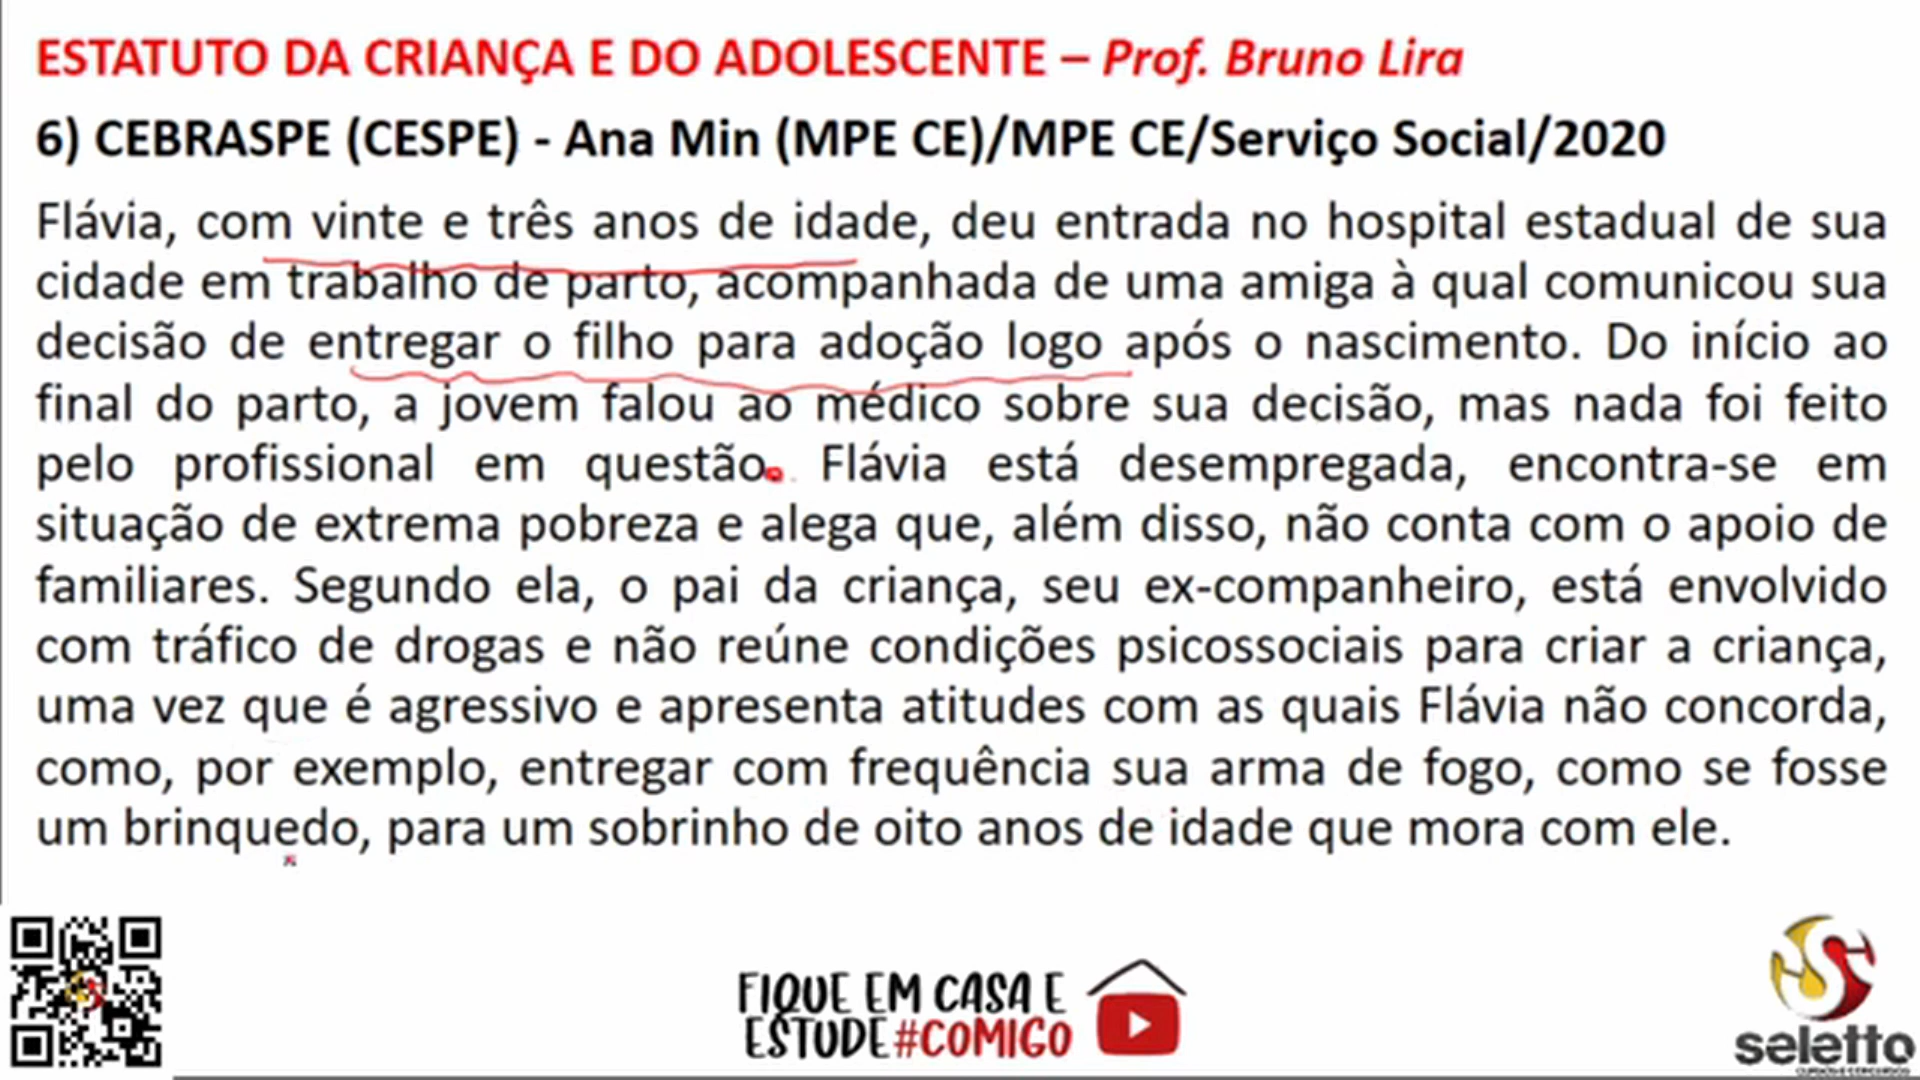 ESTATUTO DA CRIANÇA E DO ADOLESCENTE – Prof. Bruno Lira
6) CEBRASPE (CESPE) - Ana Min (MPE CE)/MPE CE/Serviço Social/2020
Flávia, com vinte e três anos de idade, deu entrada no hospital estadual de sua
cidade em trabalho de parto, acompanhada de uma amiga à qual comunicou sua
decisão de entregar o filho para adoção logo após o nascimento. Do início ao
final do parto, a jovem falou ao médico sobre sua decisão, mas nada foi feito
pelo profissional em questão. Flávia está desempregada, encontra-se em
situação de extrema pobreza e alega que, além disso, não conta com o apoio de
familiares. Segundo ela, o pai da criança, seu ex-companheiro, está envolvido
com tráfico de drogas e não reúne condições psicossociais para criar a criança,
uma vez que é agressivo e apresenta atitudes com as quais Flávia não concorda,
como, por exemplo, entregar com frequência sua arma de fogo, como se fosse
um brinquedo, para um sobrinho de oito anos de idade que mora com ele.
FIQUE EM CASA E
ESTUDE #COMIGO
seletto
CURSOS E CONCURSOS